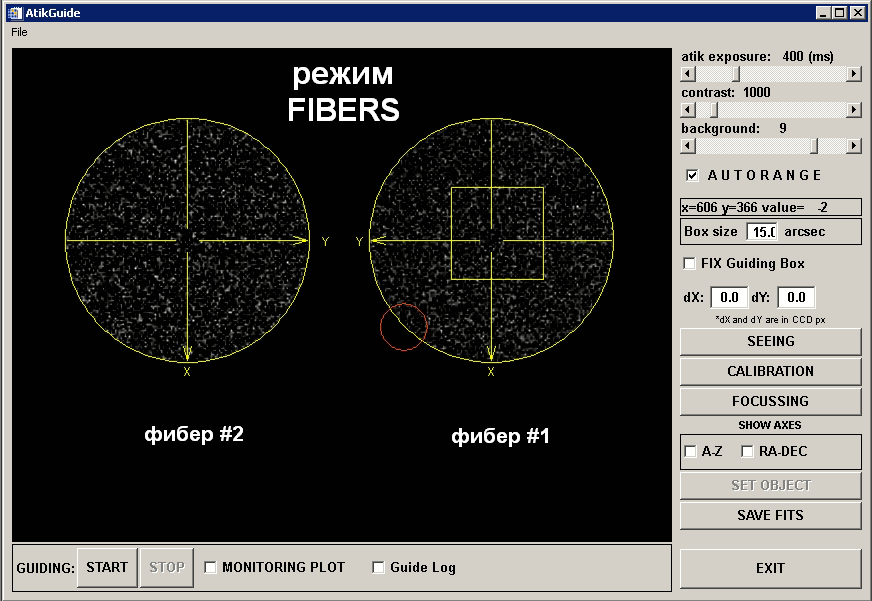 AtikGuide
File
режим
FIBERS
Y
X
Y
X
фибер #2
фибер #1
atik exposure: 400 (ms)
contrast: 1000
background: 9
AUTORANGE
x=606 y=366 value= -2
Box size 15.0 arcsec
FIX Guiding Box
dX: 0.0 dY: 0.0
*dX and dY are in CCD px
SEEING
CALIBRATION
FOCUSSING
SHOW AXES
A-Z RA-DEC
SET OBJECT
SAVE FITS
GUIDING: START STOP MONITORING PLOT Guide Log
EXIT